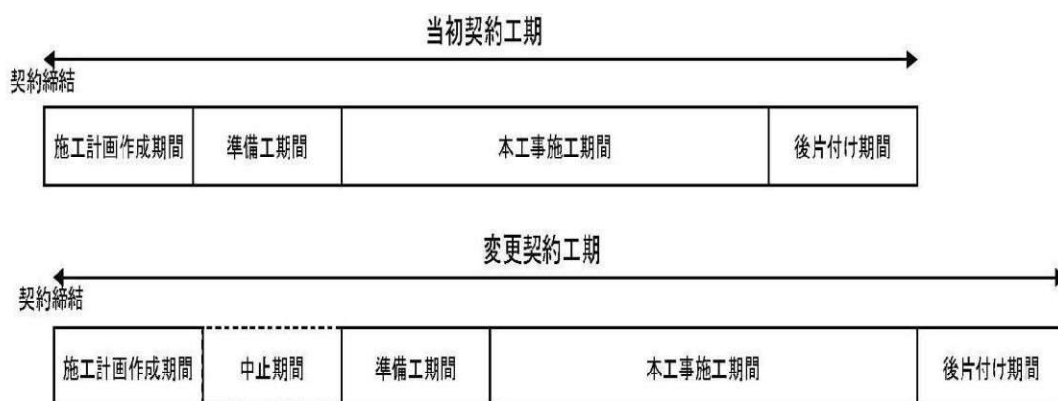 当初契約工期
契約締結
施工計画作成期間 準備工期間 本工事施工期間 後片付け期間
変更契約工期
契約締結
施工計画作成期間 中止期間 準備工期間 本工事施工期間 後片付け期間